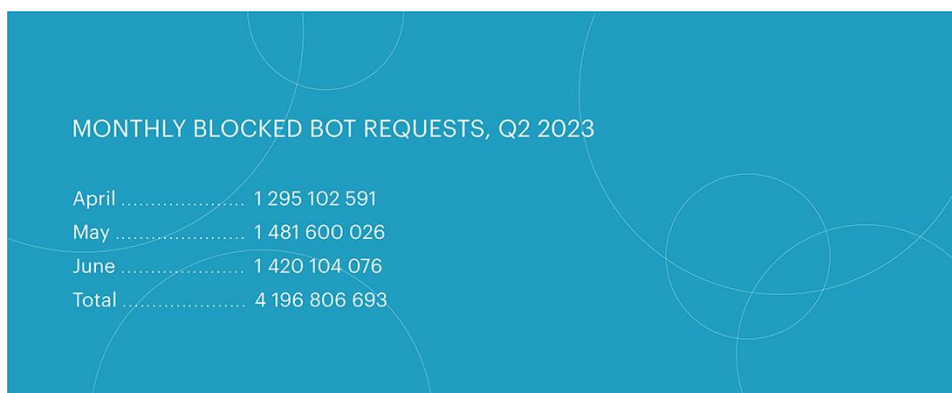 MONTHLY BLOCKED BOT REQUESTS, Q2 2023
April ..................... 1 295 102 591
May ...................... 1 481 600 026
June ..................... 1 420 104 076
Total ..................... 4 196 806 693